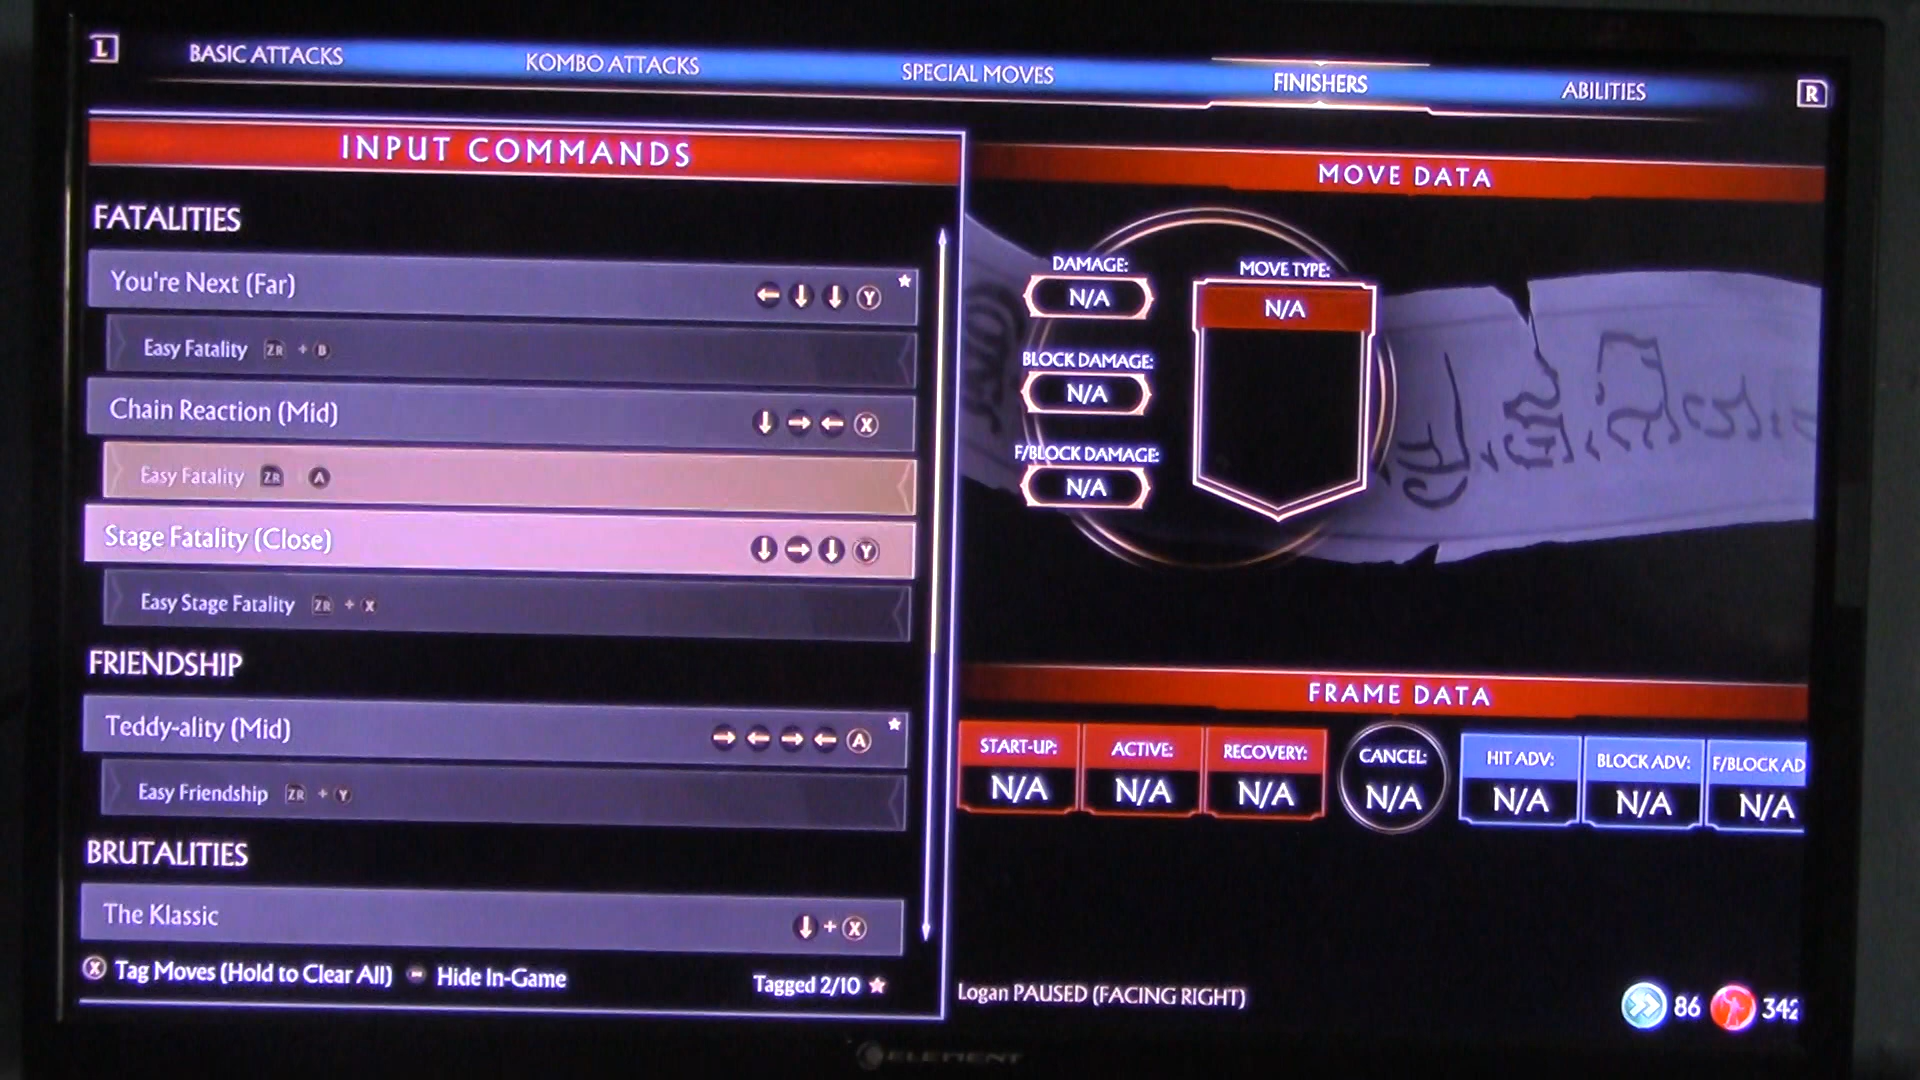 L
BASIC ATTACKS
KOMBO ATTACKS
SPECIAL MOVES
FINISHERS
ABILITIES
R
INPUT COMMANDS
FATALITIES
You're Next (Far) ← ↓ ↓ Y
Easy Fatality ZR + B
Chain Reaction (Mid) ↓ → ← X
Easy Fatality ZR A
Stage Fatality (Close) ↓ → ↓ Y
Easy Stage Fatality ZR + X
FRIENDSHIP
Teddy-ality (Mid) → ← → ← A
Easy Friendship ZR + Y
BRUTALITIES
The Klassic ↓ + X
X Tag Moves (Hold to Clear All) - Hide In-Game
Tagged 2/10 ★
MOVE DATA
DAMAGE:
N/A
BLOCK DAMAGE:
N/A
F/BLOCK DAMAGE:
N/A
MOVE TYPE:
N/A
FRAME DATA
START-UP:
N/A
ACTIVE:
N/A
RECOVERY:
N/A
CANCEL:
N/A
HIT ADV:
N/A
BLOCK ADV:
N/A
F/BLOCK AD
N/A
Logan PAUSED (FACING RIGHT)
86
342
ELEMENT